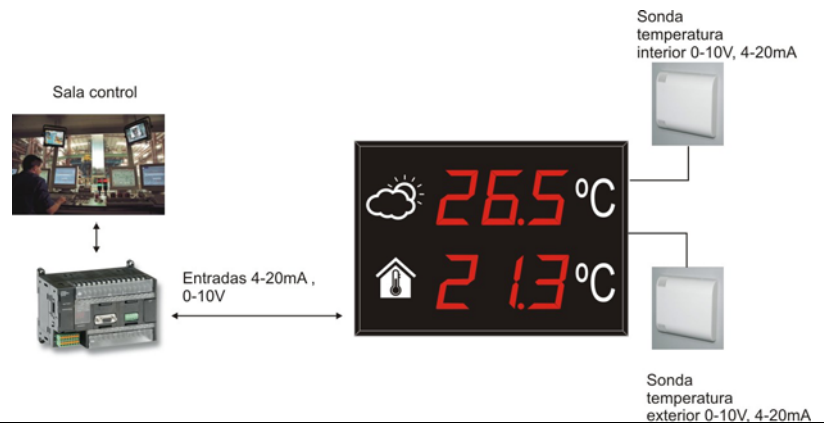 Sonda
temperatura
interior 0-10V, 4-20mA
Sala control
26.5 ºC
Entradas 4-20mA ,
0-10V
21.3 ºC
Sonda
temperatura
exterior 0-10V, 4-20mA